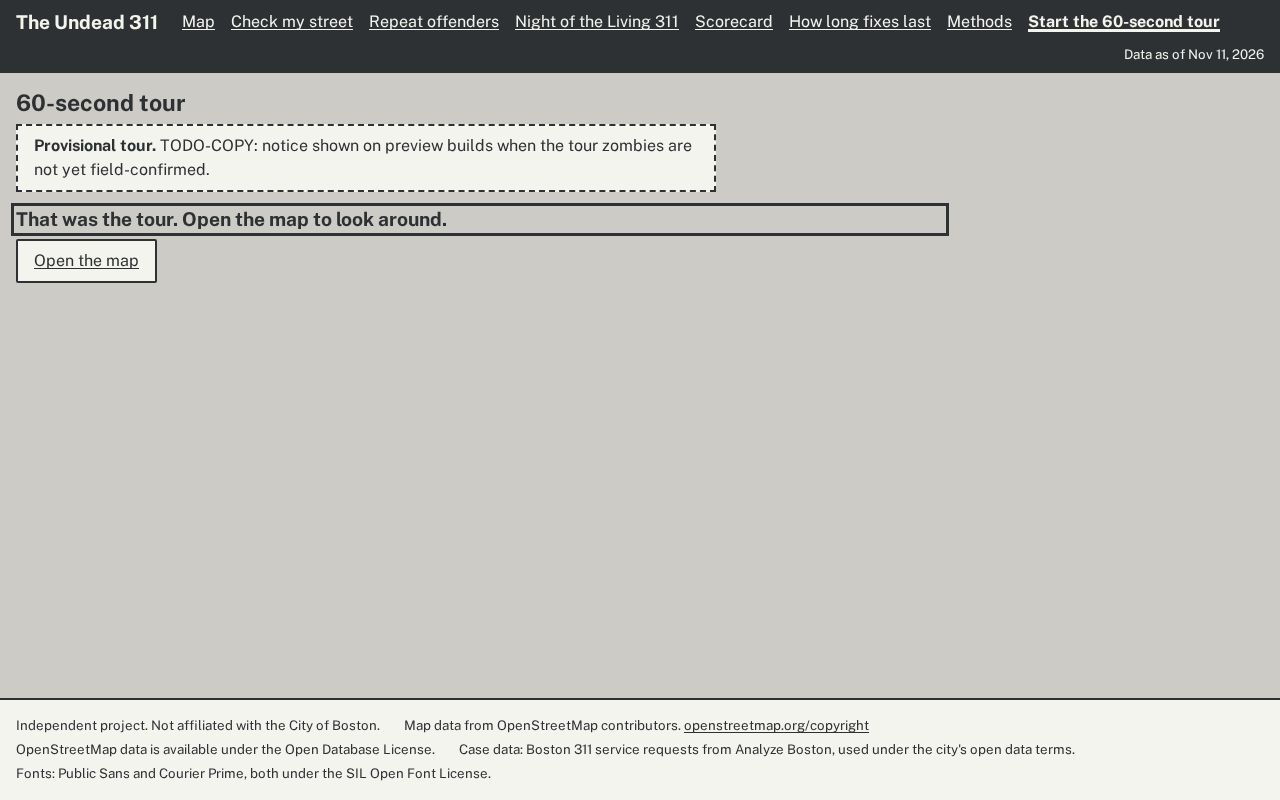 The Undead 311 Map Check my street Repeat offenders Night of the Living 311 Scorecard How long fixes last Methods Start the 60-second tour
Data as of Nov 11, 2026
60-second tour
Provisional tour. TODO-COPY: notice shown on preview builds when the tour zombies are
not yet field-confirmed.
That was the tour. Open the map to look around.
Open the map
Independent project. Not affiliated with the City of Boston. Map data from OpenStreetMap contributors. openstreetmap.org/copyright
OpenStreetMap data is available under the Open Database License. Case data: Boston 311 service requests from Analyze Boston, used under the city's open data terms.
Fonts: Public Sans and Courier Prime, both under the SIL Open Font License.